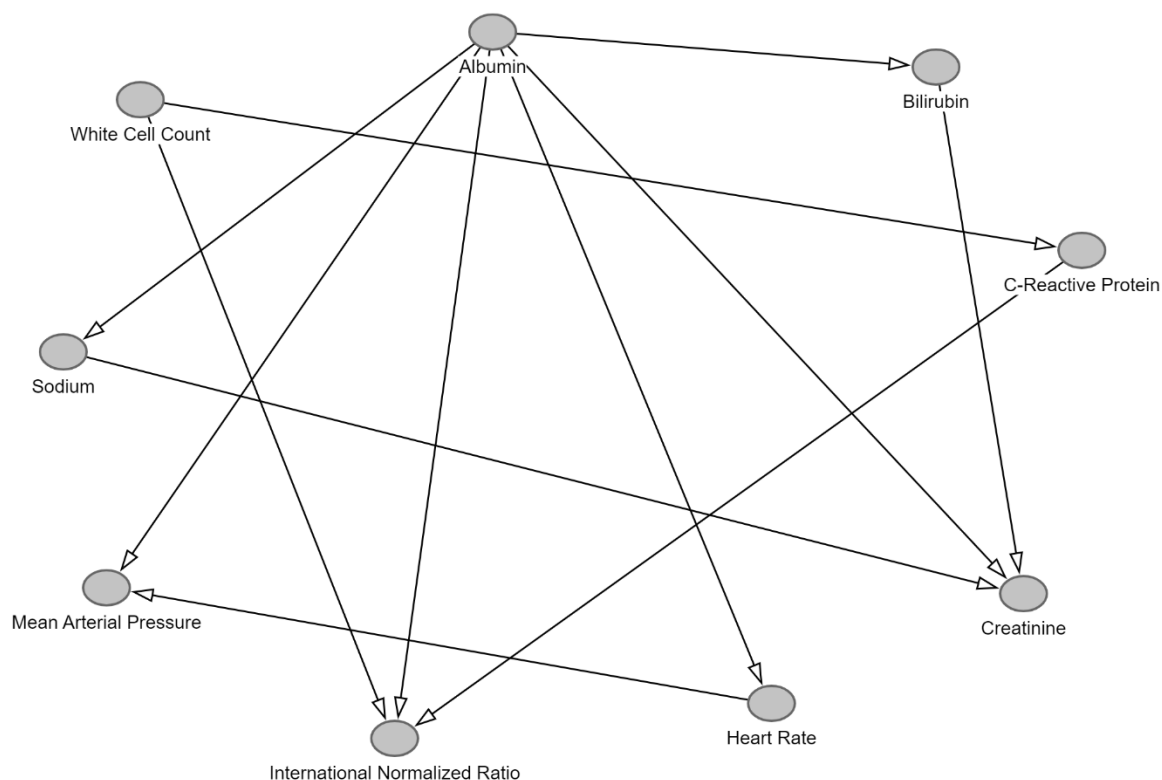 Albumin
Bilirubin
White Cell Count
C-Reactive Protein
Sodium
Mean Arterial Pressure
Creatinine
Heart Rate
International Normalized Ratio